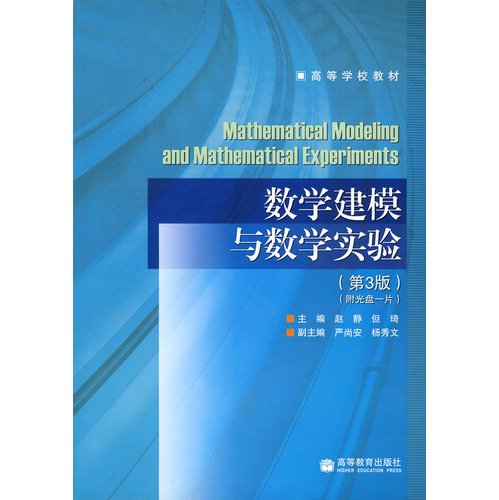 高等学校教材
Mathematical Modeling
and Mathematical Experiments
数学建模
与数学实验
(第3版)
(附光盘一片)
主 编 赵 静 但 琦
副主编 严尚安 杨秀文
高等教育出版社
HIGHER EDUCATION PRESS